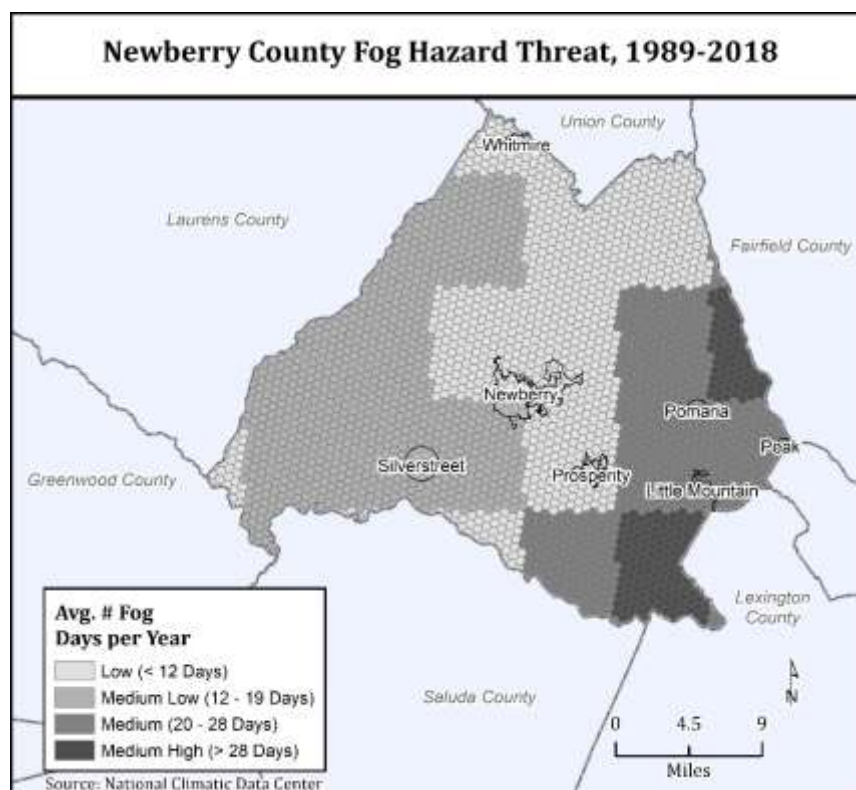 Newberry County Fog Hazard Threat, 1989-2018
Union County
Whitmire
Laurens County
Fairfield County
Newberry
Pomaria
Peak
Silverstreet
Prosperity
Greenwood County
Little Mountain
Avg. # Fog
Days per Year
Low (< 12 Days)
Medium Low (12 - 19 Days)
Medium (20 - 28 Days)
Medium High (> 28 Days)
Lexington
County
Saluda County
N
0 4.5 9
Miles
Source: National Climatic Data Center